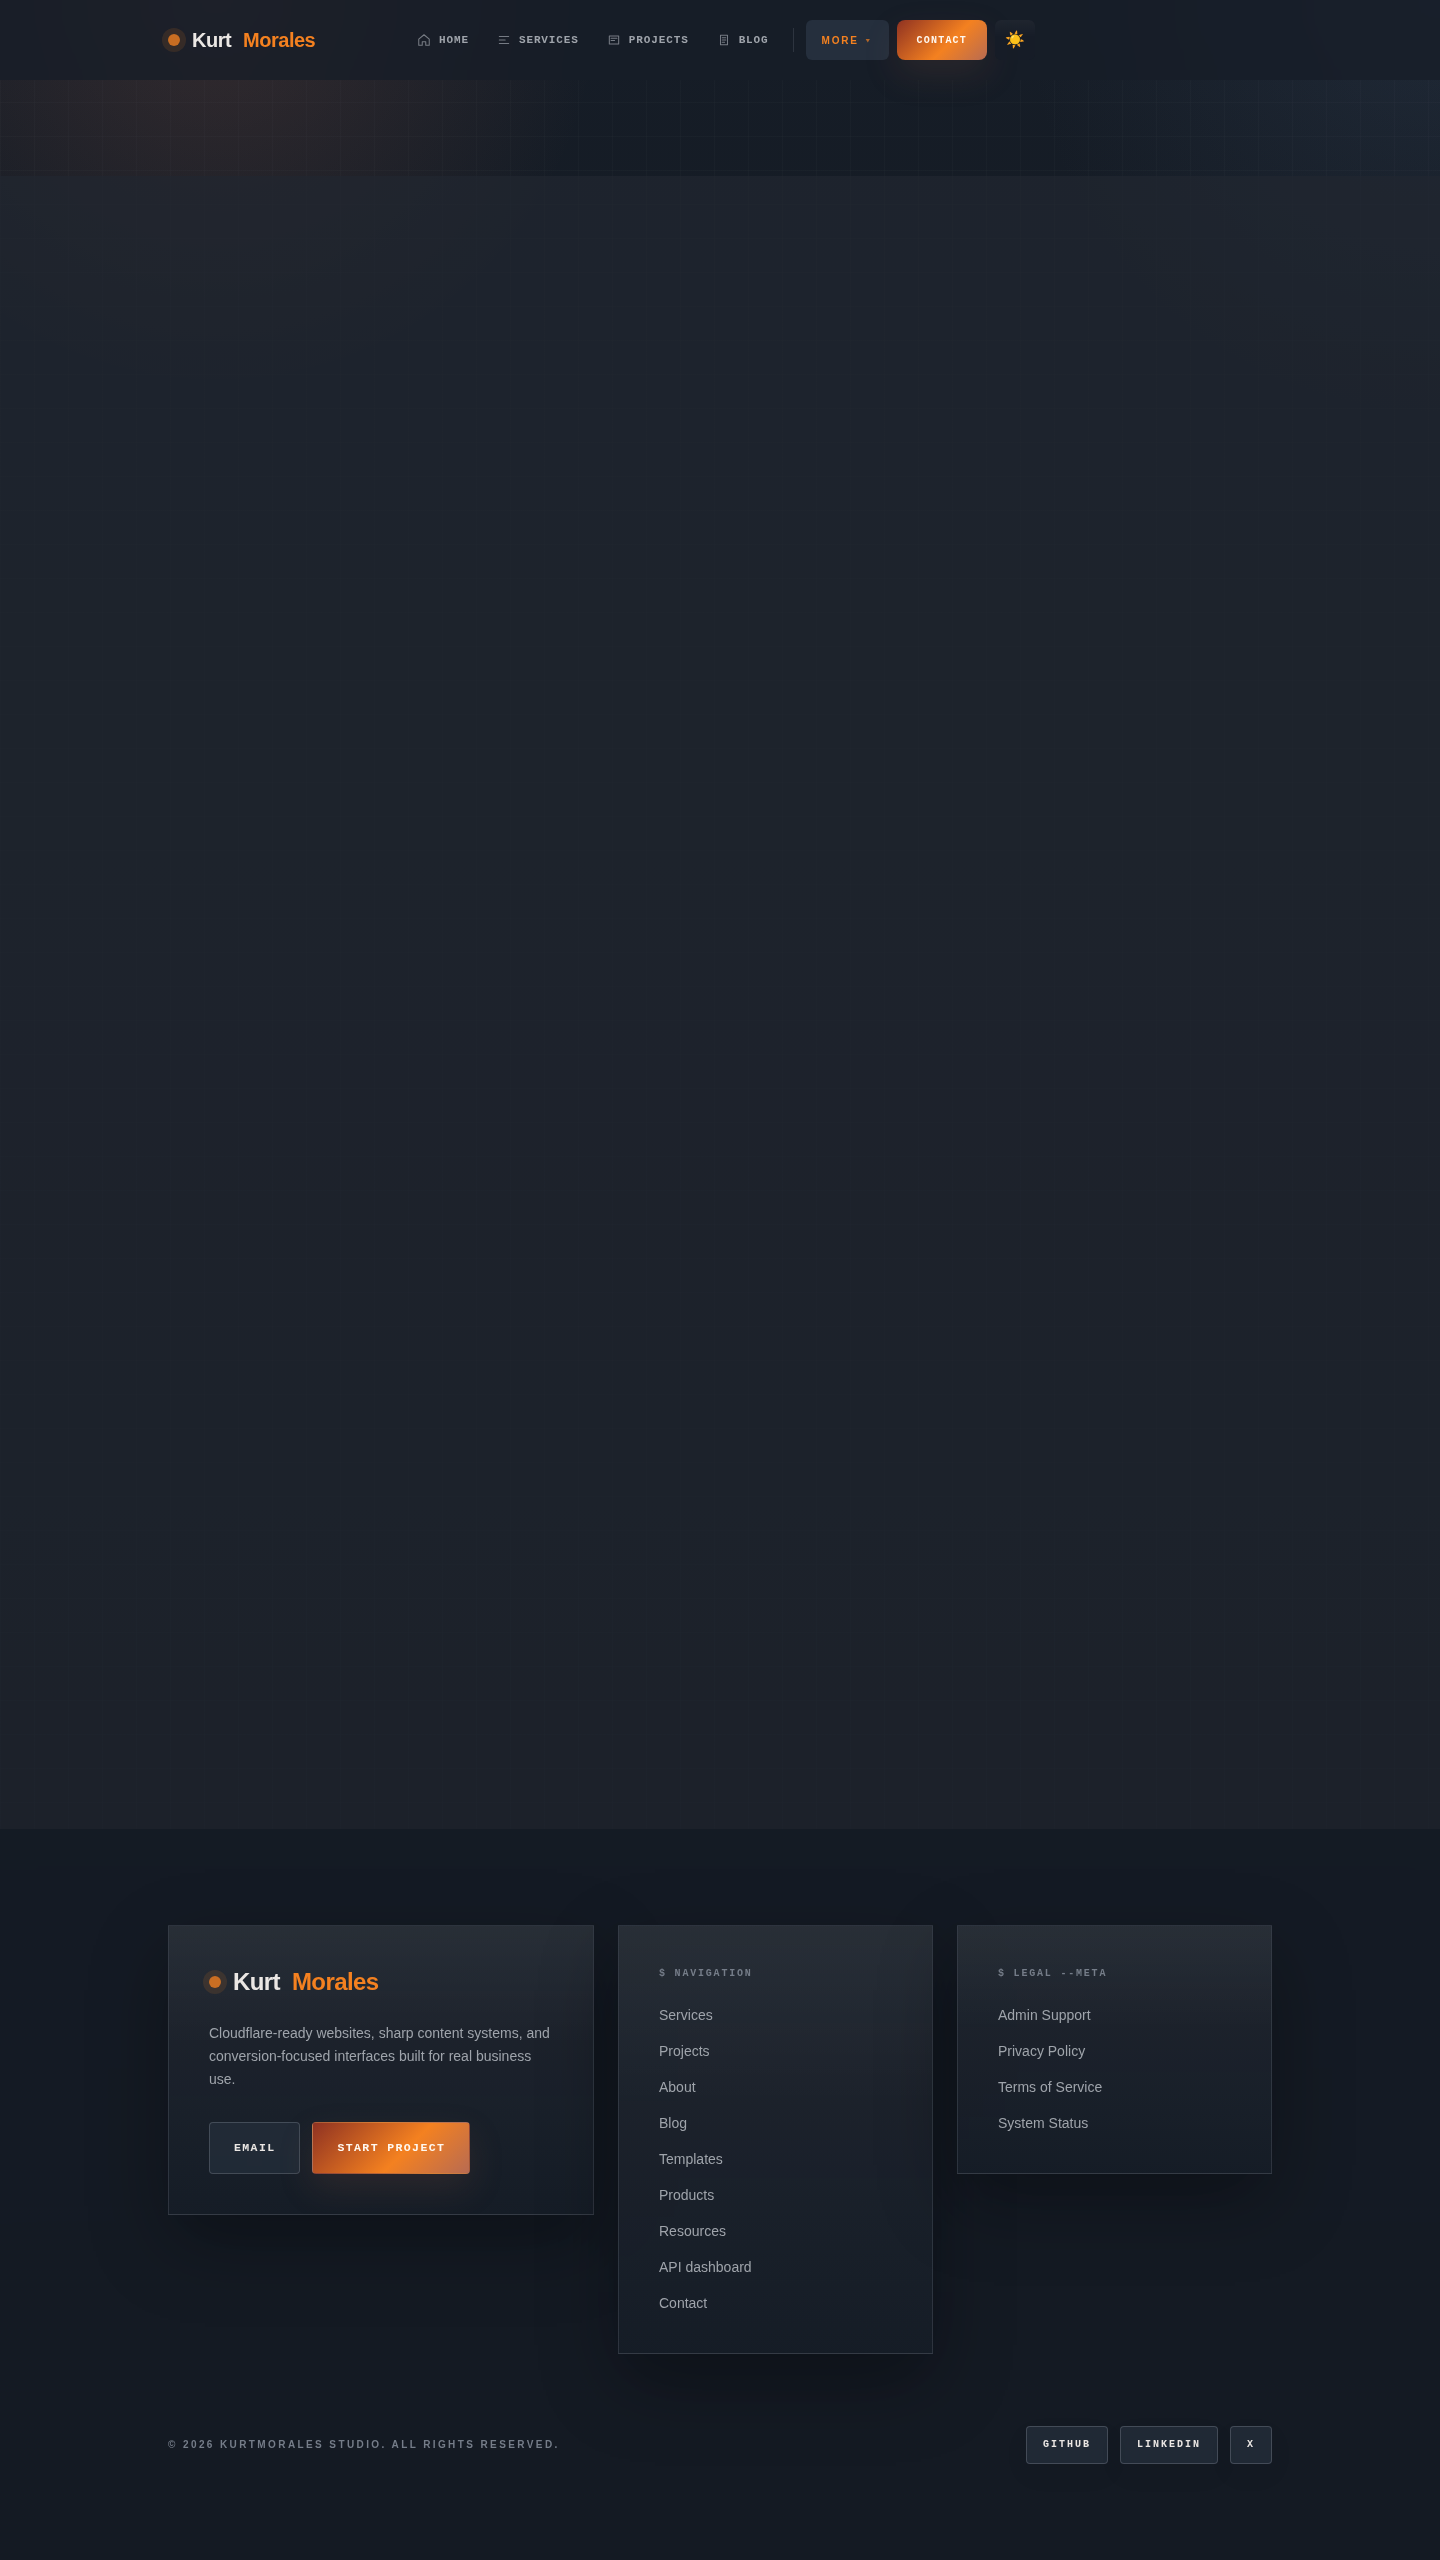 Kurt Morales
HOME
SERVICES
PROJECTS
BLOG
MORE
CONTACT
Kurt Morales
Cloudflare-ready websites, sharp content systems, and
conversion-focused interfaces built for real business
use.
EMAIL
START PROJECT
$ NAVIGATION
Services
Projects
About
Blog
Templates
Products
Resources
API dashboard
Contact
$ LEGAL --META
Admin Support
Privacy Policy
Terms of Service
System Status
© 2026 KURTMORALES STUDIO. ALL RIGHTS RESERVED.
GITHUB
LINKEDIN
X